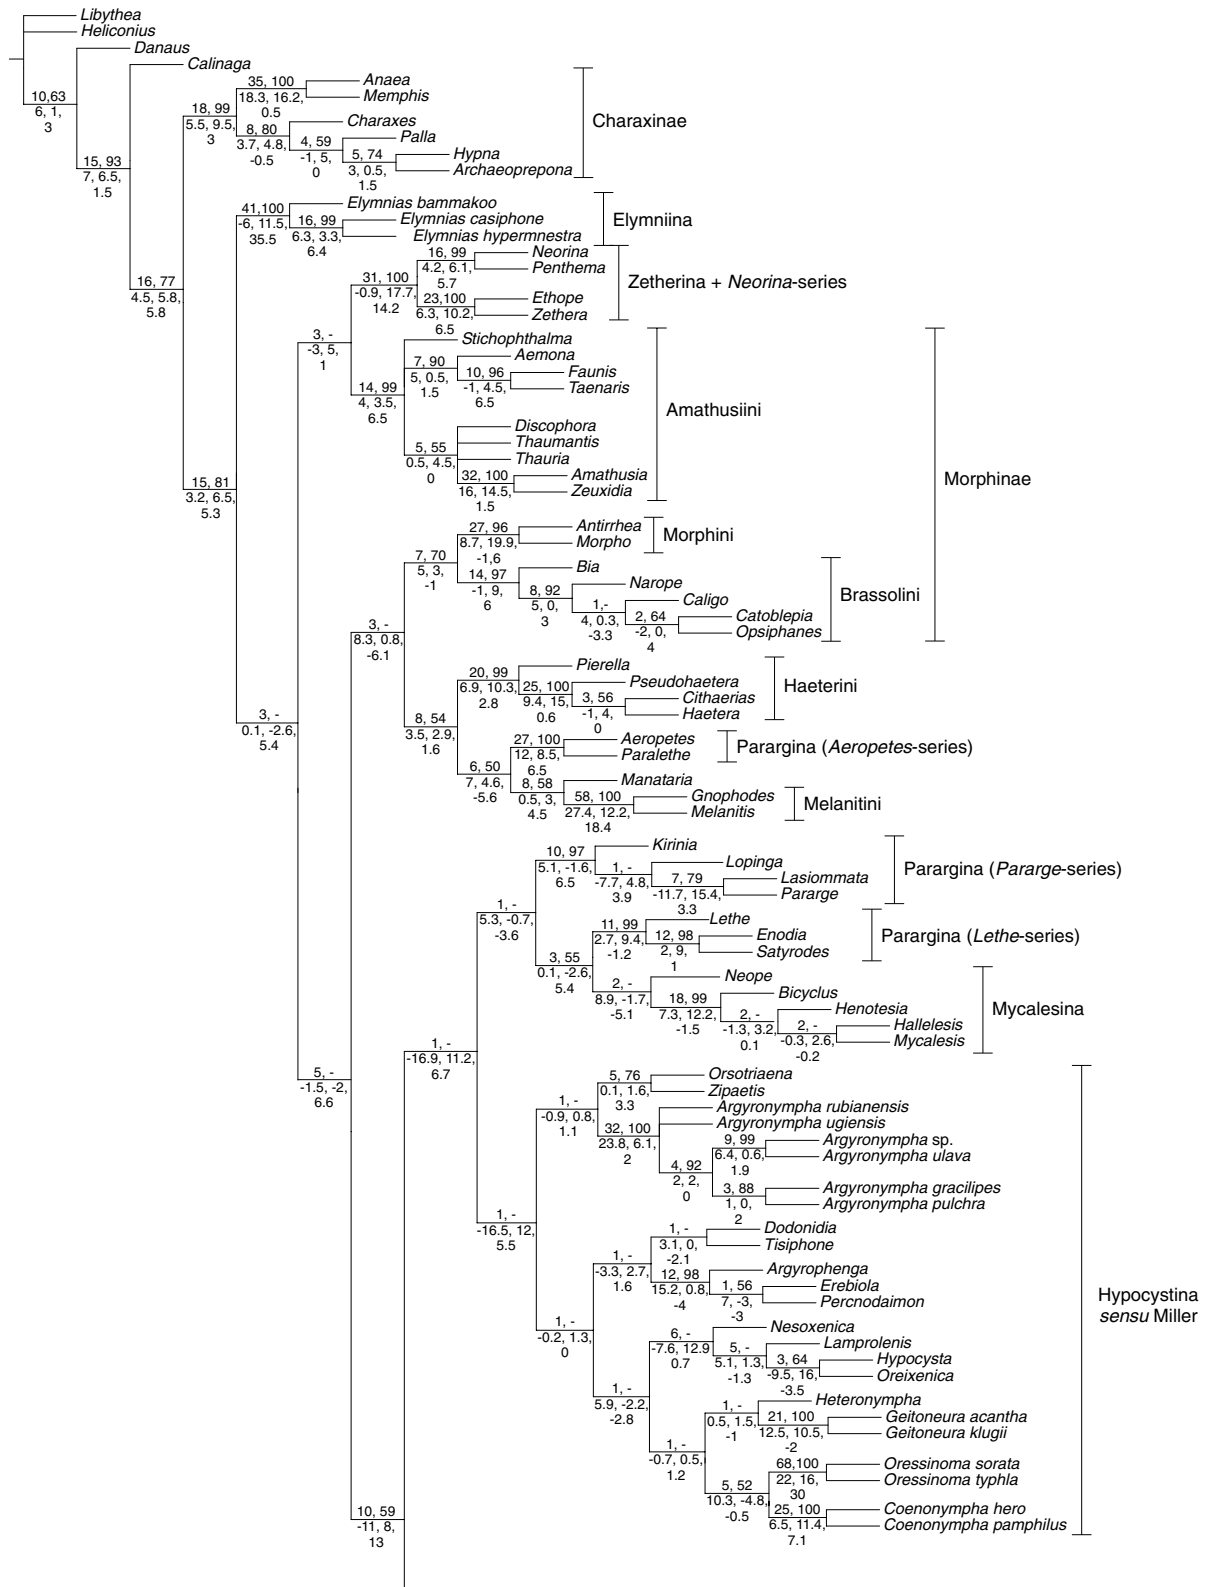 Libythea
Heliconius
Danaus
Calinaga
10,63
6, 1,
3
15, 93
7, 6.5,
1.5
16, 77
4.5, 5.8,
5.8
18, 99
5.5, 9.5,
3
35, 100
18.3, 16.2,
0.5
Anaea
Memphis
8, 80
3.7, 4.8,
-0.5
Charaxes
4, 59
-1, 5,
0
Palla
5, 74
3, 0.5,
1.5
Hypna
Archaeoprepona
Charaxinae
15, 81
3.2, 6.5,
5.3
41,100
-6, 11.5,
35.5
Elymnias bammakoo
16, 99
6.3, 3.3,
6.4
Elymnias casiphone
Elymnias hypermnestra
Elymniina
3, -
0.1, -2.6,
5.4
3, -
-3, 5,
1
31, 100
-0.9, 17.7,
14.2
16, 99
4.2, 6.1,
5.7
Neorina
Penthema
23,100
6.3, 10.2,
6.5
Ethope
Zethera
Zetherina + Neorina-series
14, 99
4, 3.5,
6.5
Stichophthalma
7, 90
5, 0.5,
1.5
Aemona
10, 96
-1, 4.5,
6.5
Faunis
Taenaris
5, 55
0.5, 4.5,
0
Discophora
Thaumantis
Thauria
32, 100
16, 14.5,
1.5
Amathusia
Zeuxidia
Amathusiini
Morphinae
5, -
-1.5, -2,
6.6
3, -
8.3, 0.8,
-6.1
7, 70
5, 3,
-1
27, 96
8.7, 19.9,
-1,6
Antirrhea
Morpho
Morphini
14, 97
-1, 9,
6
Bia
8, 92
5, 0,
3
Narope
1,-
4, 0.3,
-3.3
Caligo
2, 64
-2, 0,
4
Catoblepia
Opsiphanes
Brassolini
8, 54
3.5, 2.9,
1.6
20, 99
6.9, 10.3,
2.8
Pierella
25, 100
9.4, 15,
0.6
Pseudohaetera
3, 56
-1, 4,
0
Cithaerias
Haetera
Haeterini
6, 50
7, 4.6,
-5.6
27, 100
12, 8.5,
6.5
Aeropetes
Paralethe
Parargina (Aeropetes-series)
8, 58
0.5, 3,
4.5
Manataria
58, 100
27.4, 12.2,
18.4
Gnophodes
Melanitis
Melanitini
10, 59
-11, 8,
13
1, -
-16.9, 11.2,
6.7
1, -
5.3, -0.7,
-3.6
10, 97
5.1, -1.6,
6.5
Kirinia
1, -
-7.7, 4.8,
3.9
Lopinga
7, 79
-11.7, 15.4,
3.3
Lasiommata
Pararge
Parargina (Pararge-series)
3, 55
0.1, -2.6,
5.4
11, 99
2.7, 9.4,
-1.2
Lethe
12, 98
2, 9,
1
Enodia
Satyrodes
Parargina (Lethe-series)
2, -
8.9, -1.7,
-5.1
Neope
18, 99
7.3, 12.2,
-1.5
Bicyclus
2, -
-1.3, 3.2,
0.1
Henotesia
2, -
-0.3, 2.6,
-0.2
Hallelesis
Mycalesis
Mycalesina
1, -
-16.5, 12,
5.5
1, -
-0.9, 0.8,
1.1
5, 76
0.1, 1.6,
3.3
Orsotriaena
Zipaetis
32, 100
23.8, 6.1,
2
Argyronympha rubianensis
Argyronympha ugiensis
4, 92
2, 2,
0
9, 99
6.4, 0.6,
1.9
Argyronympha sp.
Argyronympha ulava
3, 88
1, 0,
2
Argyronympha gracilipes
Argyronympha pulchra
1, -
-0.2, 1.3,
0
1, -
-3.3, 2.7,
1.6
1, -
3.1, 0,
-2.1
Dodonidia
Tisiphone
12, 98
15.2, 0.8,
-4
Argyrophenga
1, 56
7, -3,
-3
Erebiola
Percnodaimon
1, -
5.9, -2.2,
-2.8
6, -
-7.6, 12.9
0.7
Nesoxenica
5, -
5.1, 1.3,
-1.3
Lamprolenis
3, 64
-9.5, 16,
-3.5
Hypocysta
Oreixenica
1, -
-0.7, 0.5,
1.2
1, -
0.5, 1.5,
-1
Heteronympha
21, 100
12.5, 10.5,
-2
Geitoneura acantha
Geitoneura klugii
5, 52
10.3, -4.8,
-0.5
68,100
22, 16,
30
Oressinoma sorata
Oressinoma typhla
25, 100
6.5, 11.4,
7.1
Coenonympha hero
Coenonympha pamphilus
Hypocystina
sensu Miller